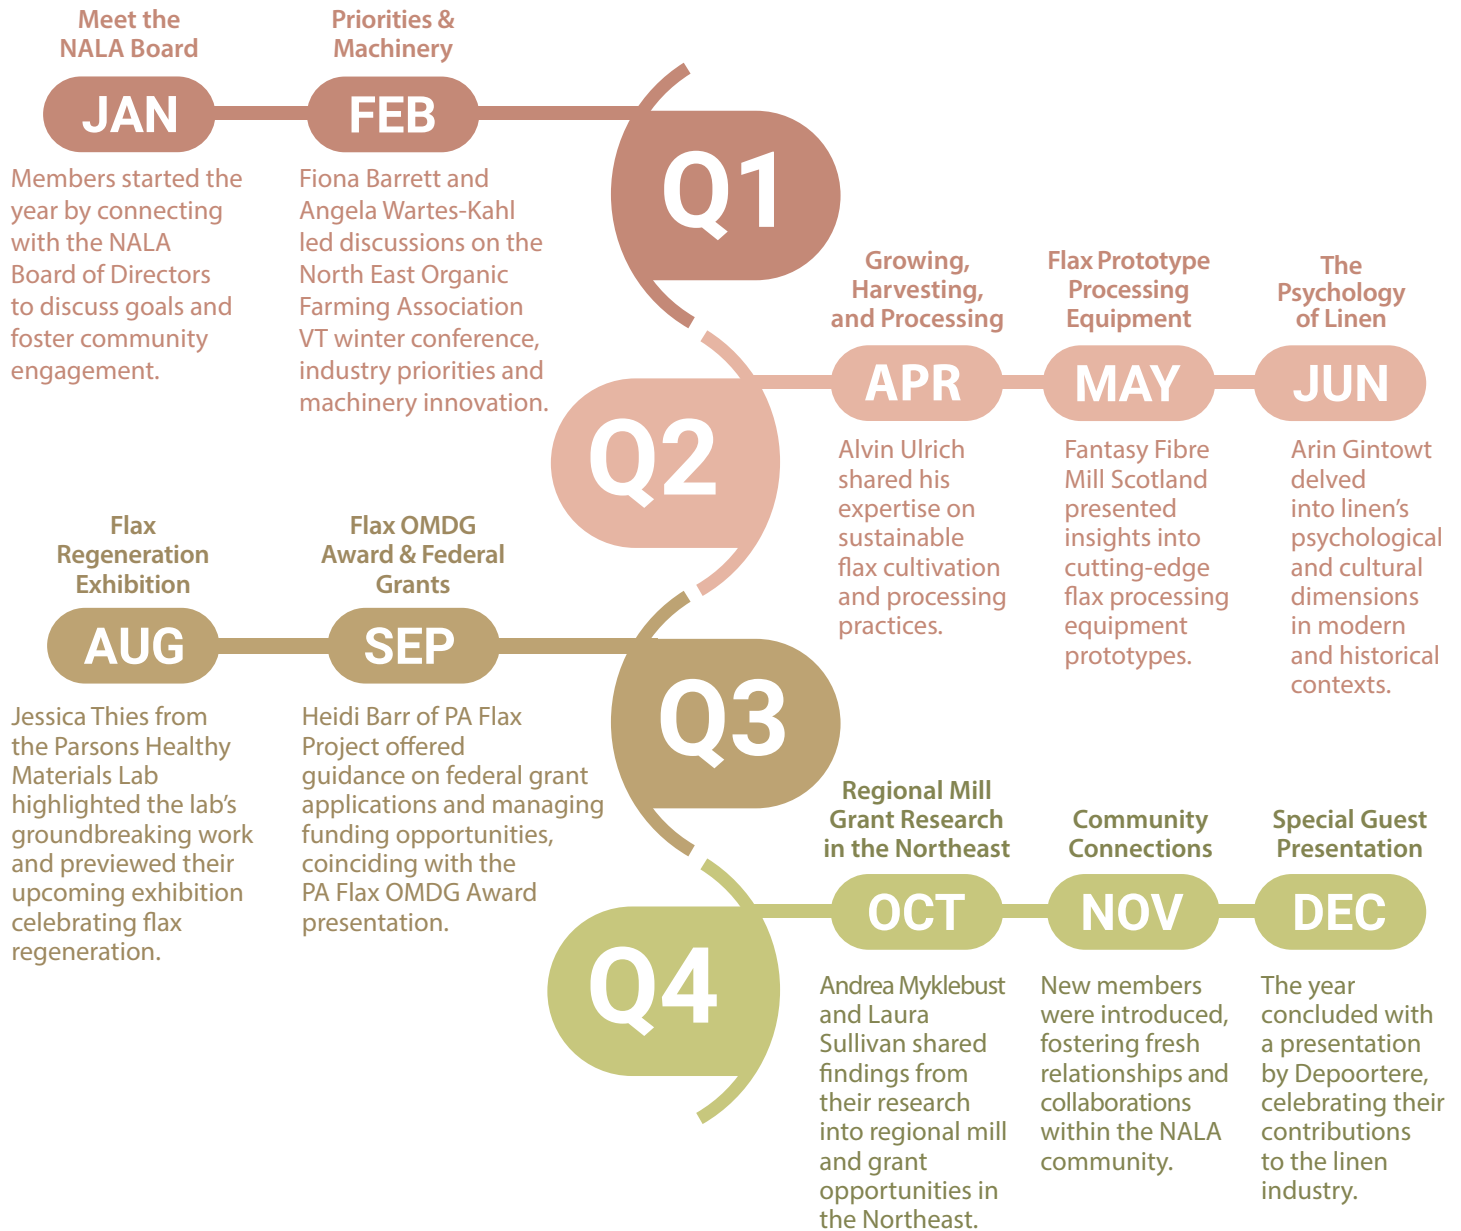 Meet the
NALA Board
JAN
Members started the
year by connecting
with the NALA
Board of Directors
to discuss goals and
foster community
engagement.
Priorities &
Machinery
FEB
Fiona Barrett and
Angela Wartes-Kahl
led discussions on the
North East Organic
Farming Association
VT winter conference,
industry priorities and
machinery innovation.
Q1
Q2
Growing,
Harvesting,
and Processing
APR
Alvin Ulrich
shared his
expertise on
sustainable
flax cultivation
and processing
practices.
Flax Prototype
Processing
Equipment
MAY
Fantasy Fibre
Mill Scotland
presented
insights into
cutting-edge
flax processing
equipment
prototypes.
The
Psychology
of Linen
JUN
Arin Gintowt
delved
into linen's
psychological
and cultural
dimensions
in modern
and historical
contexts.
Flax
Regeneration
Exhibition
AUG
Jessica Thies from
the Parsons Healthy
Materials Lab
highlighted the lab's
groundbreaking work
and previewed their
upcoming exhibition
celebrating flax
regeneration.
Flax OMDG
Award & Federal
Grants
SEP
Heidi Barr of PA Flax
Project offered
guidance on federal grant
applications and managing
funding opportunities,
coinciding with the
PA Flax OMDG Award
presentation.
Q3
Q4
Regional Mill
Grant Research
in the Northeast
OCT
Andrea Myklebust
and Laura
Sullivan shared
findings from
their research
into regional mill
and grant
opportunities in
the Northeast.
Community
Connections
NOV
New members
were introduced,
fostering fresh
relationships and
collaborations
within the NALA
community.
Special Guest
Presentation
DEC
The year
concluded with
a presentation
by Depoortere,
celebrating their
contributions
to the linen
industry.